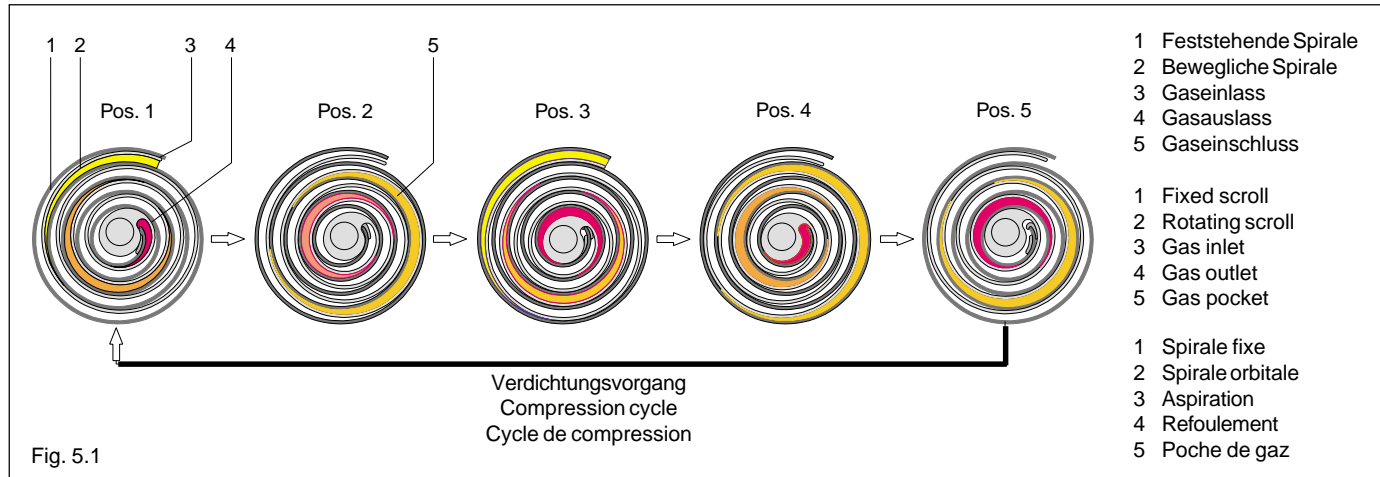 1 2 3 4 5
Pos. 1 Pos. 2 Pos. 3 Pos. 4 Pos. 5
Verdichtungsvorgang
Compression cycle
Cycle de compression
Fig. 5.1
1 Feststehende Spirale
2 Bewegliche Spirale
3 Gaseinlass
4 Gasauslass
5 Gaseinschluss
1 Fixed scroll
2 Rotating scroll
3 Gas inlet
4 Gas outlet
5 Gas pocket
1 Spirale fixe
2 Spirale orbitale
3 Aspiration
4 Refoulement
5 Poche de gaz